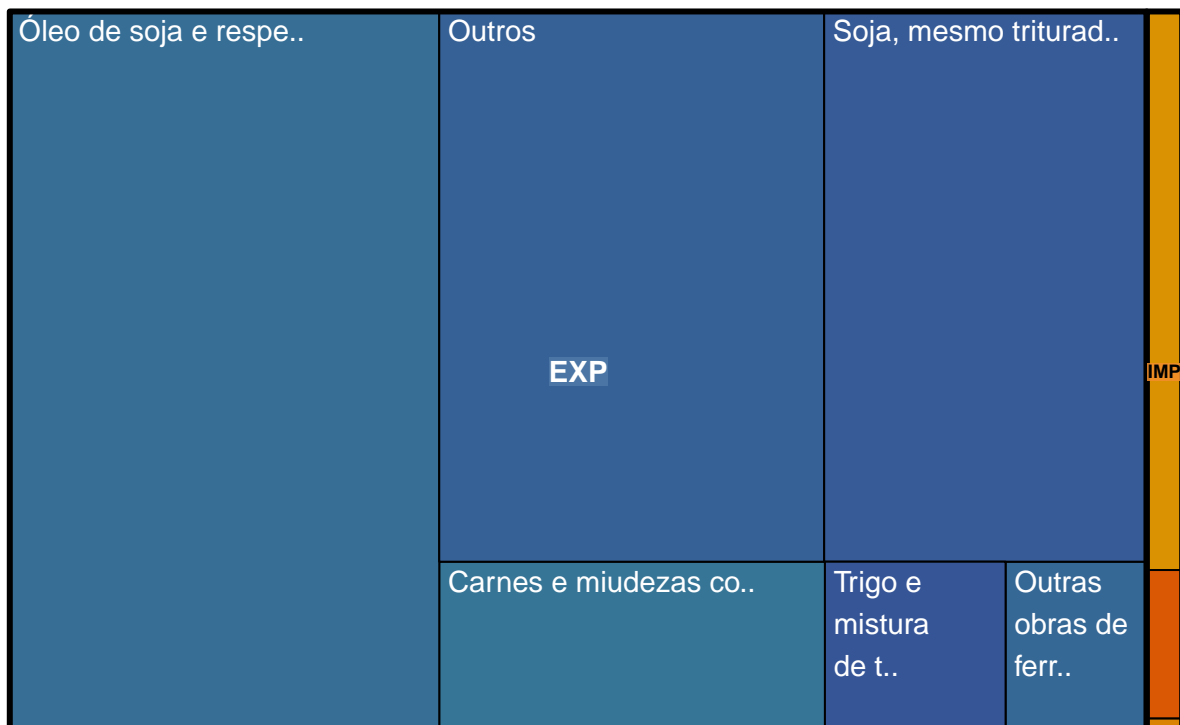 Óleo de soja e respe..
Outros
Soja, mesmo triturad..
EXP
IMP
Carnes e miudezas co..
Trigo e
mistura
de t..
Outras
obras de
ferr..